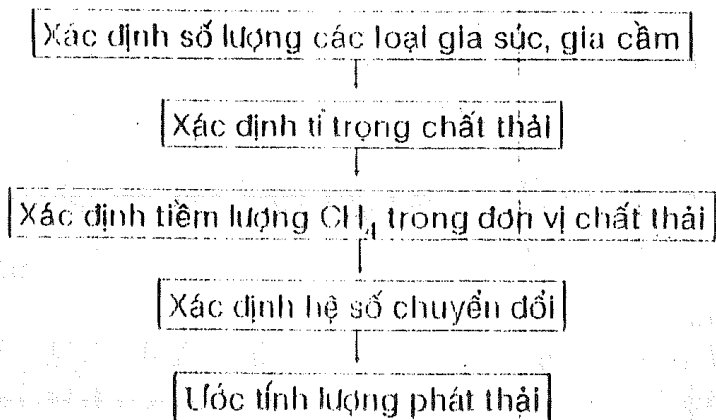 Xác định số lượng các loại gia súc, gia cầm
Xác định tỉ trọng chất thải
Xác định tiềm lượng CH₄ trong đơn vị chất thải
Xác định hệ số chuyển đổi
Ước tính lượng phát thải